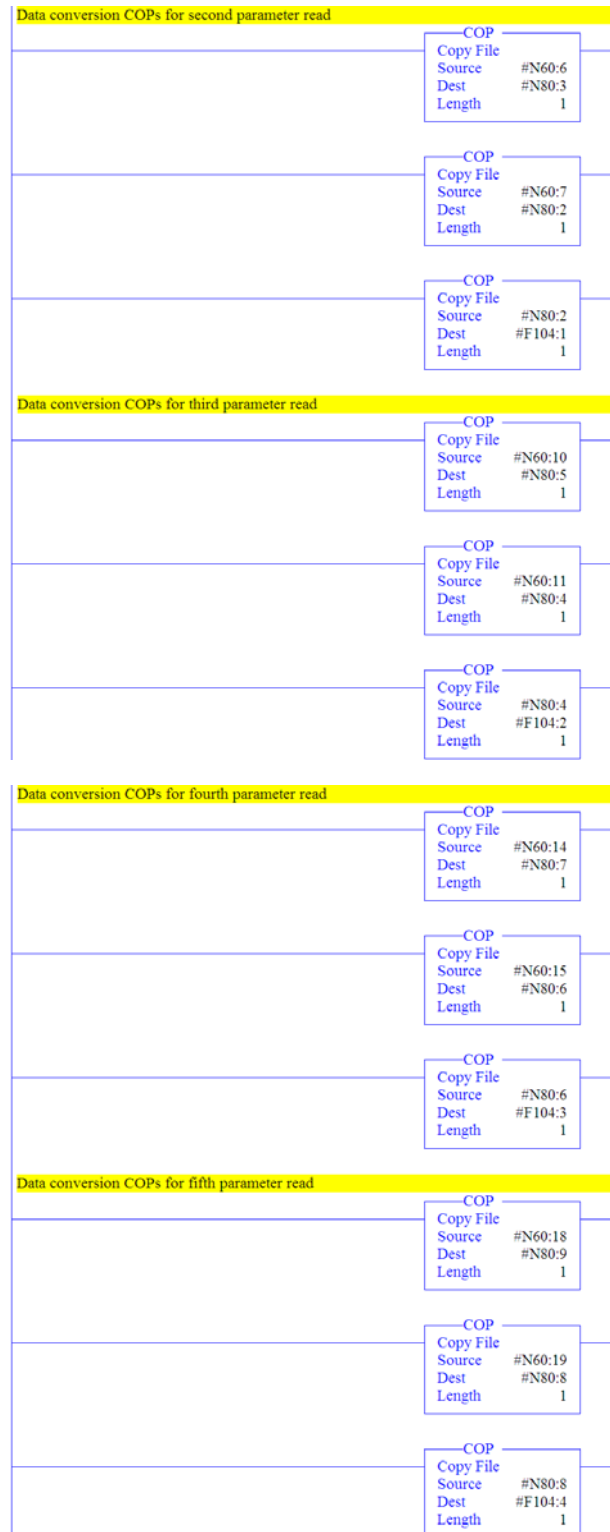 Data conversion COPs for second parameter read
COP
Copy File
Source #N60:6
Dest #N80:3
Length 1
COP
Copy File
Source #N60:7
Dest #N80:2
Length 1
COP
Copy File
Source #N80:2
Dest #F104:1
Length 1
Data conversion COPs for third parameter read
COP
Copy File
Source #N60:10
Dest #N80:5
Length 1
COP
Copy File
Source #N60:11
Dest #N80:4
Length 1
COP
Copy File
Source #N80:4
Dest #F104:2
Length 1
Data conversion COPs for fourth parameter read
COP
Copy File
Source #N60:14
Dest #N80:7
Length 1
COP
Copy File
Source #N60:15
Dest #N80:6
Length 1
COP
Copy File
Source #N80:6
Dest #F104:3
Length 1
Data conversion COPs for fifth parameter read
COP
Copy File
Source #N60:18
Dest #N80:9
Length 1
COP
Copy File
Source #N60:19
Dest #N80:8
Length 1
COP
Copy File
Source #N80:8
Dest #F104:4
Length 1